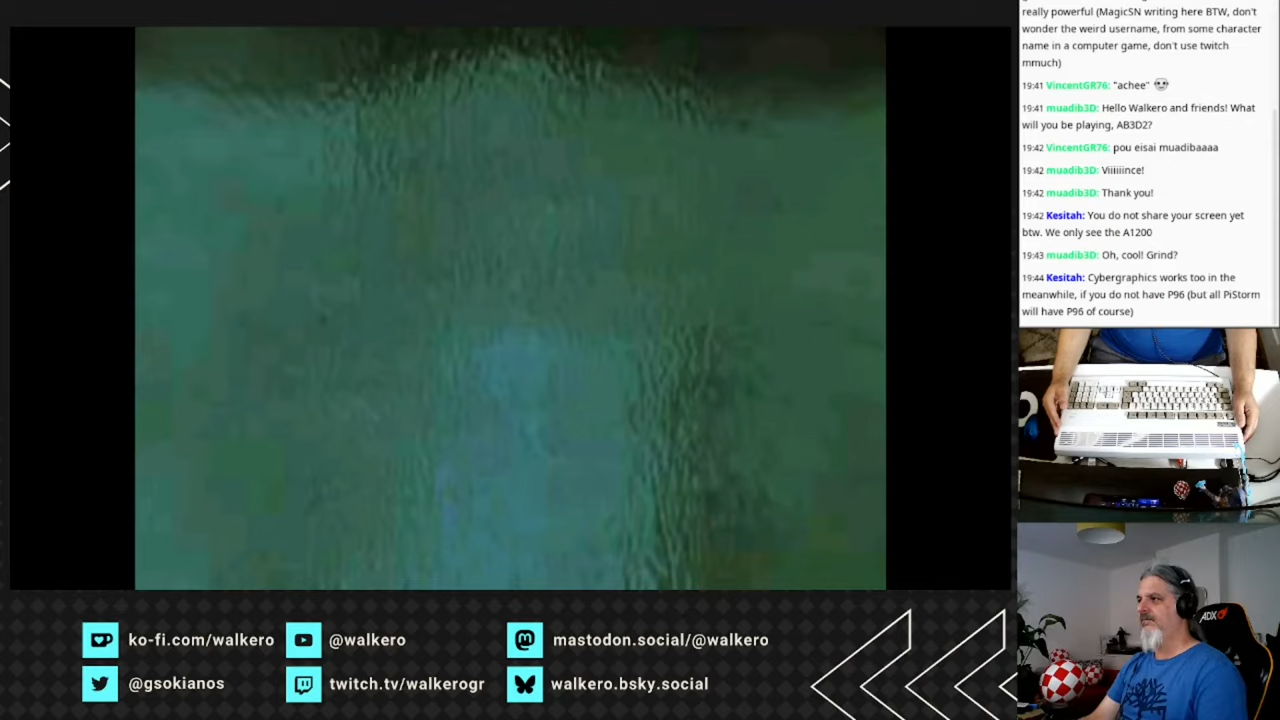 really powerful (MagicSN writing here BTW, don't
wonder the weird username, from some character
name in a computer game, don't use twitch
mmuch)
19:41 VincentGR76: "achee"
19:41 muadib3D: Hello Walkero and friends! What
will you be playing, AB3D2?
19:42 VincentGR76: pou eisai muadibaaaa
19:42 muadib3D: Viiiiiince!
19:42 muadib3D: Thank you!
19:42 Kesitah: You do not share your screen yet
btw. We only see the A1200
19:43 muadib3D: Oh, cool! Grind?
19:44 Kesitah: Cybergraphics works too in the
meanwhile, if you do not have P96 (but all PiStorm
will have P96 of course)
ADX
ko-fi.com/walkero
@walkero
mastodon.social/@walkero
@gsokianos
twitch.tv/walkerogr
walkero.bsky.social